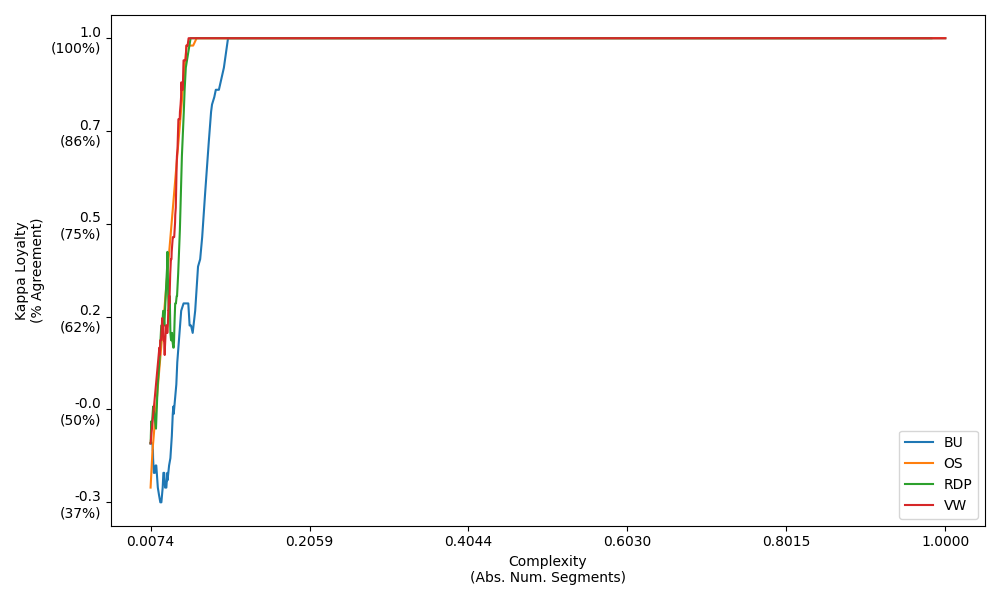 1.0
(100%)
0.7
(86%)
0.5
(75%)
0.2
(62%)
-0.0
(50%)
-0.3
(37%)
Kappa Loyalty
(% Agreement)
BU
OS
RDP
VW
0.0074 0.2059 0.4044 0.6030 0.8015 1.0000
Complexity
(Abs. Num. Segments)